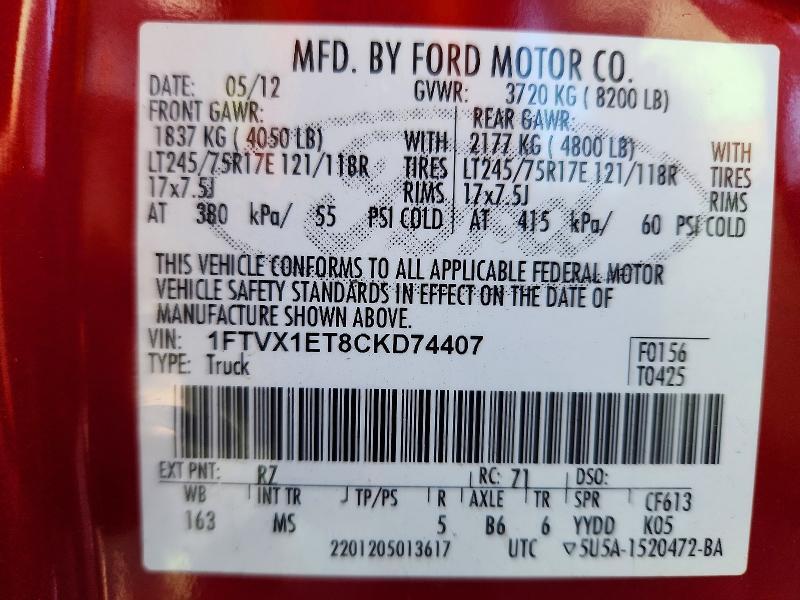 MFD. BY FORD MOTOR CO.
DATE: 05/12 GVWR: 3720 KG ( 8200 LB)
FRONT GAWR: REAR GAWR:
1837 KG ( 4050 LB) WITH 2177 KG ( 4800 LB) WITH
LT245/75R17E 121/118R TIRES LT245/75R17E 121/118R TIRES
17x7.5J RIMS 17x7.5J RIMS
AT 380 kPa/ 55 PSI COLD AT 415 kPa/ 60 PSI COLD
THIS VEHICLE CONFORMS TO ALL APPLICABLE FEDERAL MOTOR
VEHICLE SAFETY STANDARDS IN EFFECT ON THE DATE OF
MANUFACTURE SHOWN ABOVE.
VIN: 1FTVX1ET8CKD74407 F0156
TYPE: Truck T0425
EXT PNT: RZ RC: 71 DSO:
WB INT TR TP/PS R AXLE TR SPR CF613
163 MS 5 B6 6 YYDD K05
2201205013617 UTC ▽5U5A-1520472-BA